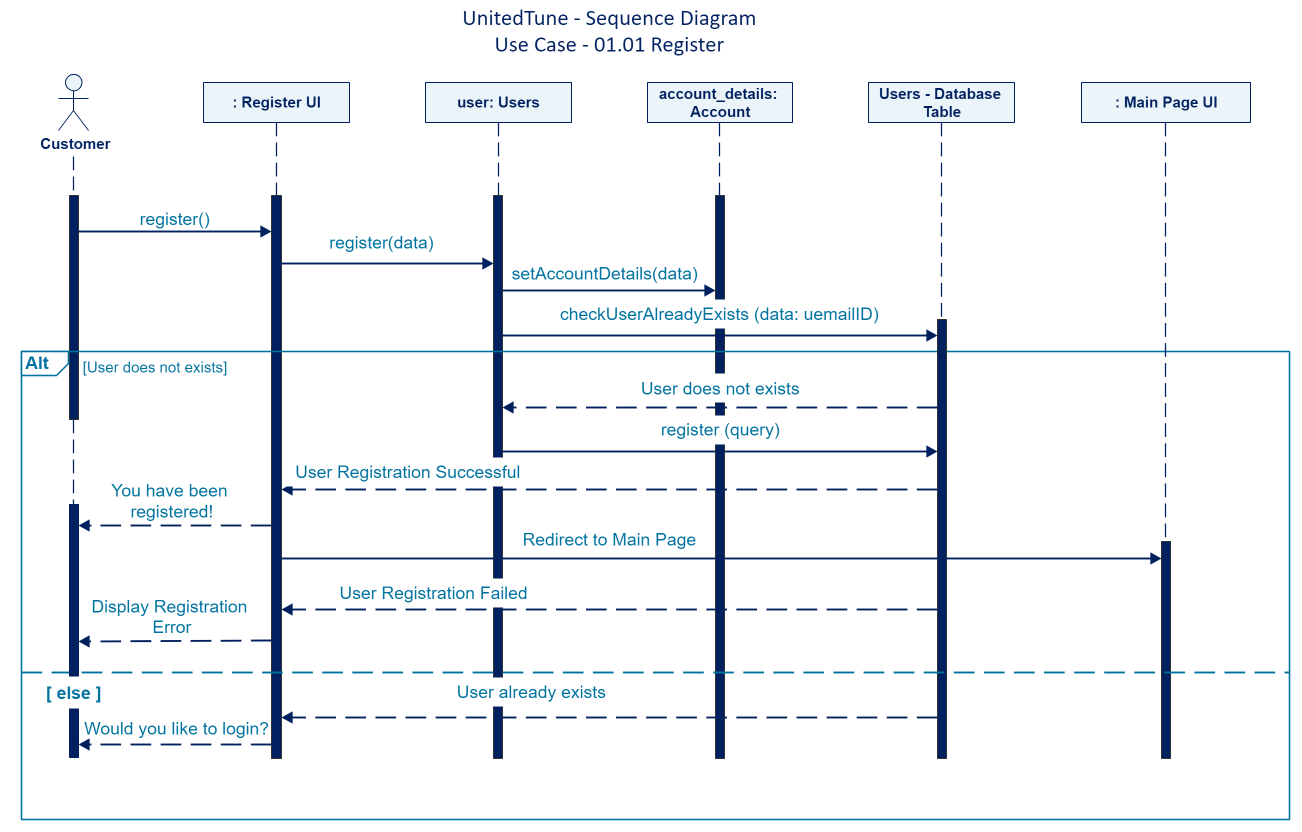 UnitedTune - Sequence Diagram
Use Case - 01.01 Register
Customer
: Register UI
user: Users
account_details:
Account
Users - Database
Table
: Main Page UI
register()
register(data)
setAccountDetails(data)
checkUserAlreadyExists (data: uemailID)
Alt
[User does not exists]
User does not exists
register (query)
User Registration Successful
You have been
registered!
Redirect to Main Page
User Registration Failed
Display Registration
Error
[ else ]
User already exists
Would you like to login?